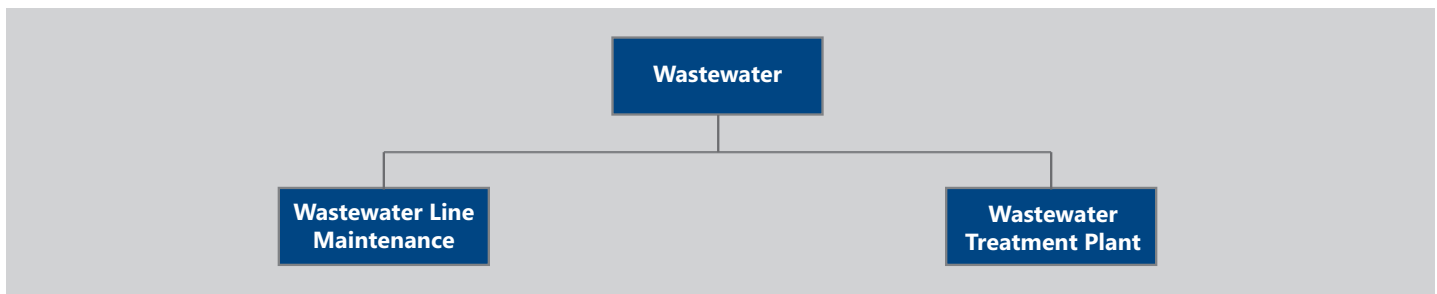 Wastewater
Wastewater Line
Maintenance
Wastewater
Treatment Plant